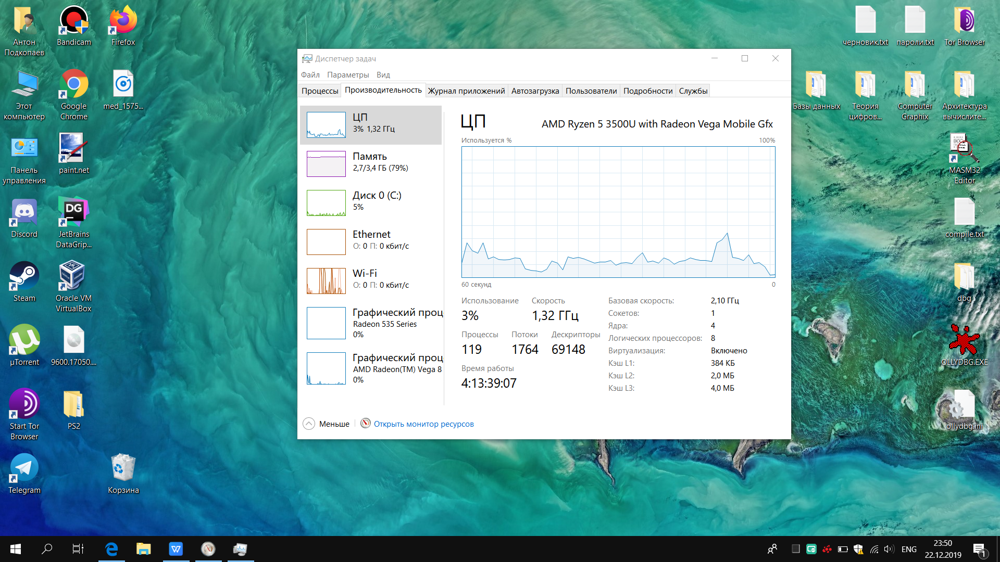 Антон
Подкопаев
Bandicam
Firefox
Этот
компьютер
Google
Chrome
med_1575...
Панель
управления
paint.net
Discord
DG
JetBrains
DataGrip...
Steam
Oracle VM
VirtualBox
µTorrent
9600.17050....
Start Tor
Browser
PS2
Telegram
Корзина
Диспетчер задач
Файл Параметры Вид
Процессы Производительность Журнал приложений Автозагрузка Пользователи Подробности Службы
ЦП
3% 1,32 ГГц
Память
2,7/3,4 ГБ (79%)
Диск 0 (C:)
5%
Ethernet
О: 0 П: 0 кбит/с
Wi-Fi
О: 0 П: 0 кбит/с
Графический проц
Radeon 535 Series
0%
Графический проц
AMD Radeon(TM) Vega 8
0%
ЦП
AMD Ryzen 5 3500U with Radeon Vega Mobile Gfx
Используется %
100%
60 секунд
0
Использование Скорость
3% 1,32 ГГц
Процессы Потоки Дескрипторы
119 1764 69148
Время работы
4:13:39:07
Базовая скорость: 2,10 ГГц
Сокетов: 1
Ядра: 4
Логических процессоров: 8
Виртуализация: Включено
Кэш L1: 384 КБ
Кэш L2: 2,0 МБ
Кэш L3: 4,0 МБ
Меньше
Открыть монитор ресурсов
черновик.txt
пароли.txt
Tor Browser
Базы данных
Теория
цифров...
Computer
Graphix
Архитектура
вычислите...
MASM32
Editor
compile.txt
dbg
OLLYDBG.EXE
ollydbg.ini
W
ENG
23:50
22.12.2019
1